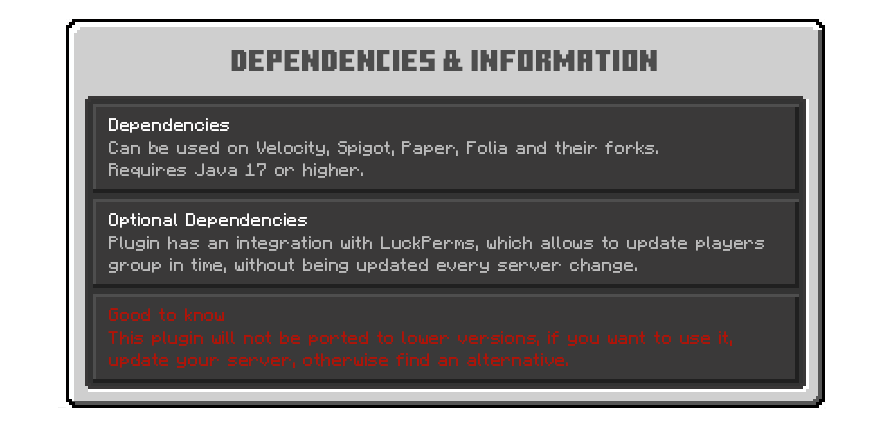 DEPENDENCIES & INFORMATION
Dependencies
Can be used on Velocity, Spigot, Paper, Folia and their forks.
Requires Java 17 or higher.
Optional Dependencies
Plugin has an integration with LuckPerms, which allows to update players
group in time, without being updated every server change.
Good to know
This plugin will not be ported to lower versions, if you want to use it,
update your server, otherwise find an alternative.